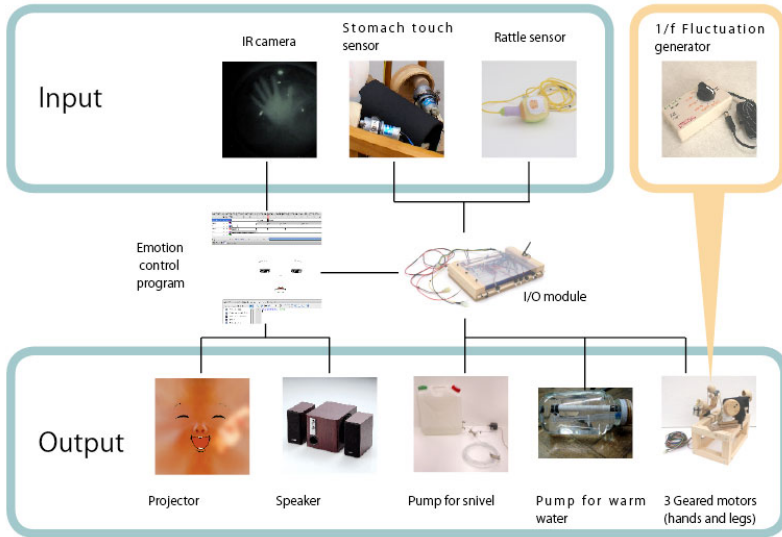 Input
IR camera
Stomach touch
sensor
Rattle sensor
1/f Fluctuation
generator
Emotion
control
program
I/O module
Output
Projector
Speaker
Pump for snivel
Pump for warm
water
3 Geared motors
(hands and legs)